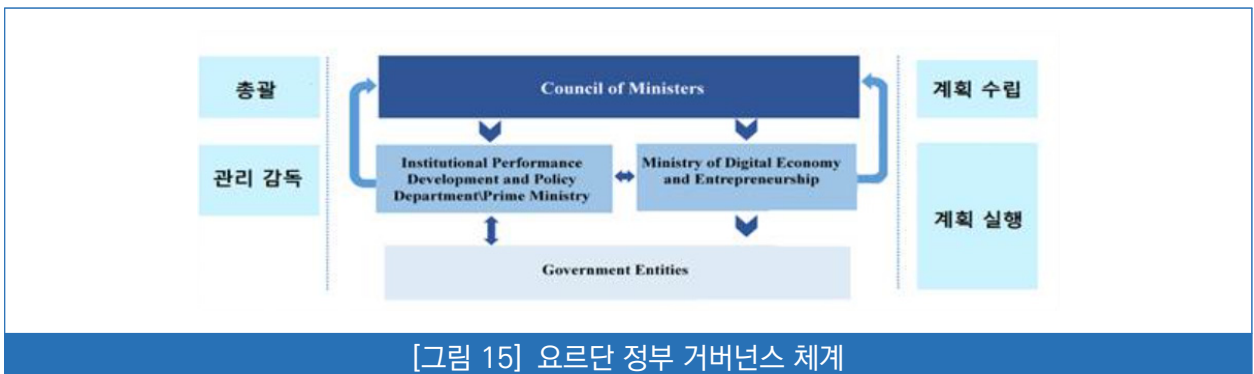 총괄
Council of Ministers
계획 수립
관리 감독
Institutional Performance
Development and Policy
Department\Prime Ministry
Ministry of Digital Economy
and Entrepreneurship
계획 실행
Government Entities
[그림 15] 요르단 정부 거버넌스 체계